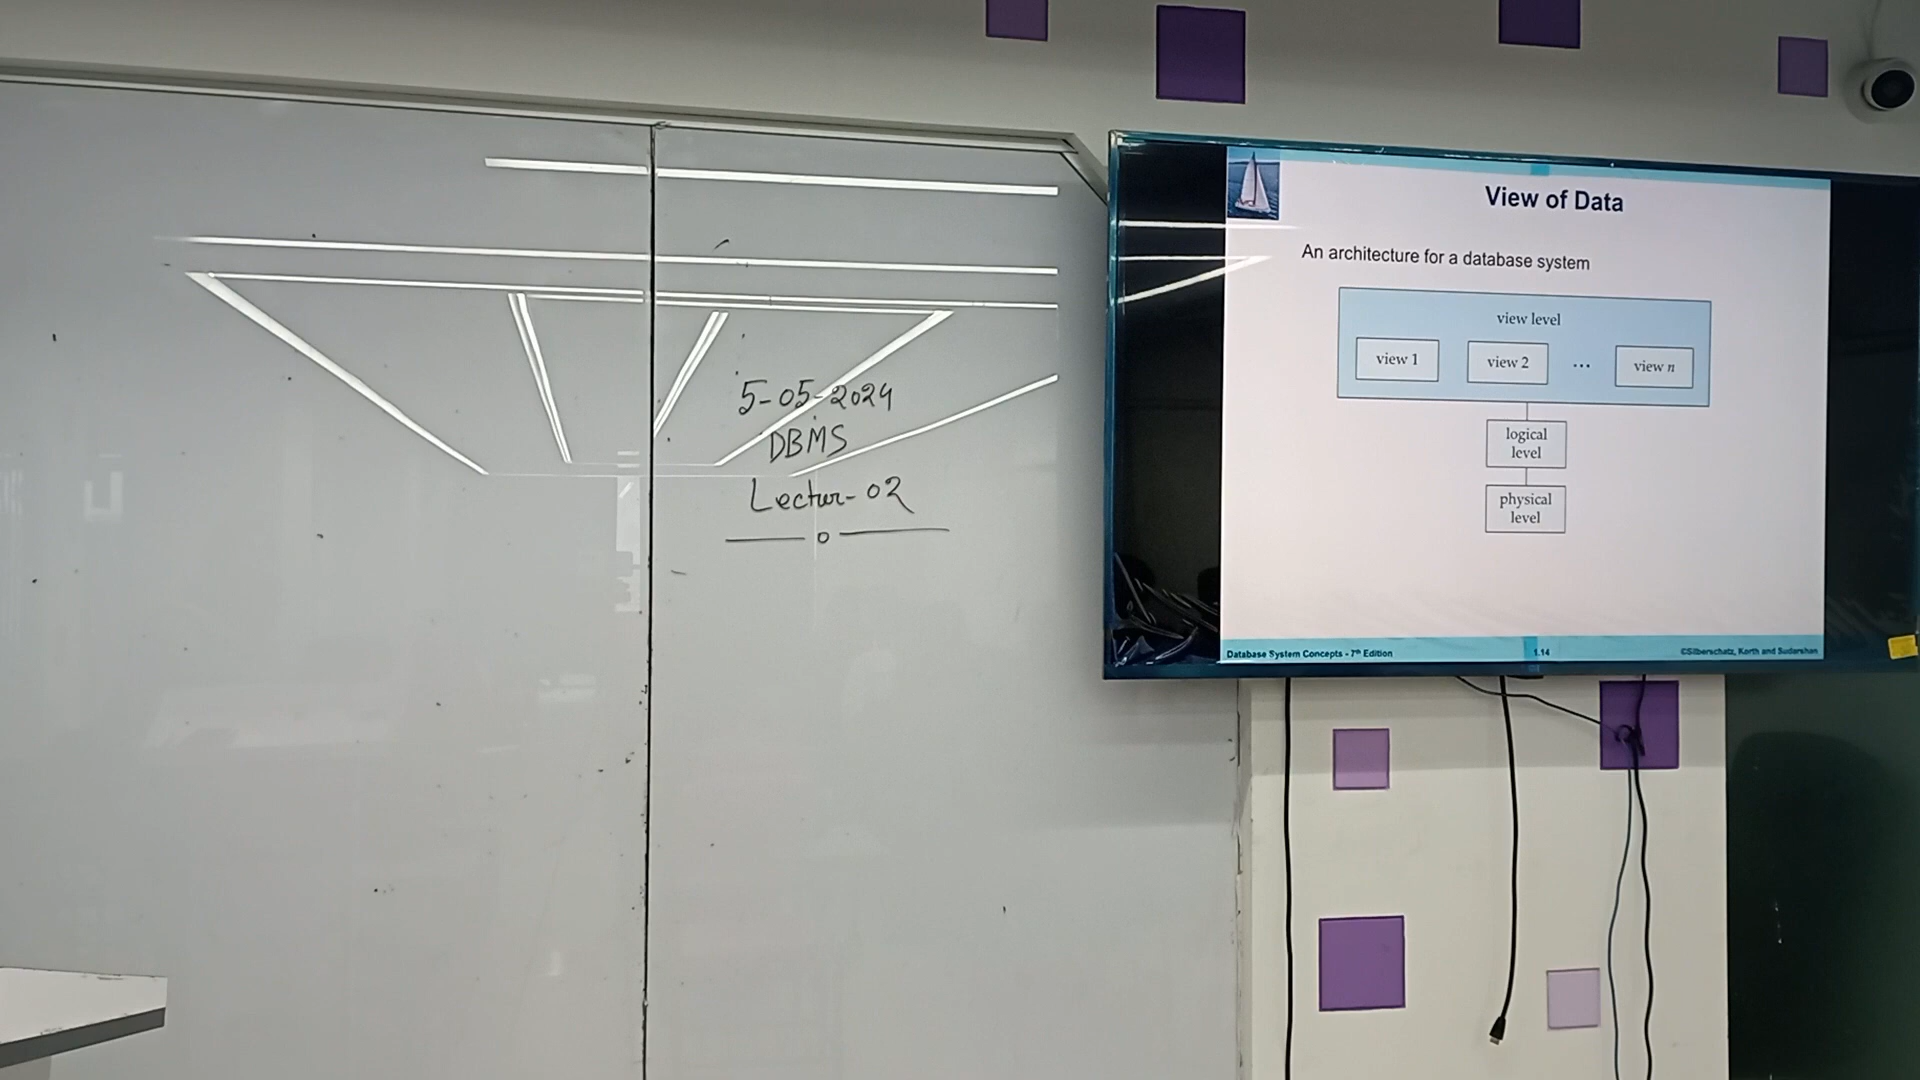 5-05-2024
DBMS
Lectur-02
View of Data
An architecture for a database system
view level
view 1
view 2
...
view n
logical
level
physical
level
Database System Concepts - 7th Edition
1.14
©Silberschatz, Korth and Sudarshan